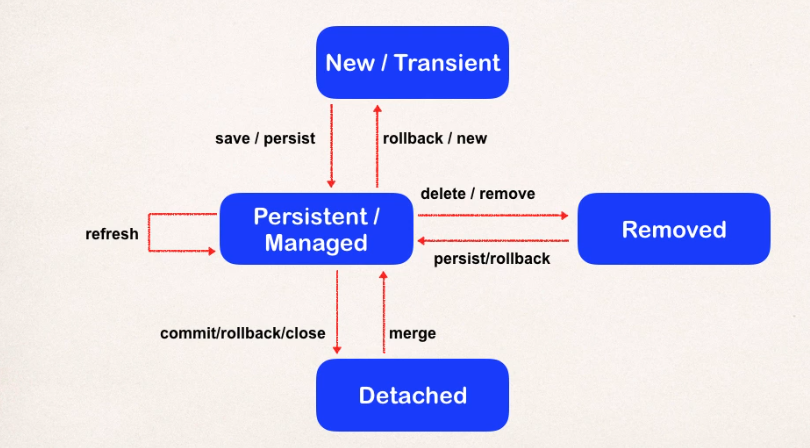 New / Transient
save / persist
rollback / new
delete / remove
Persistent /
Managed
Removed
refresh
persist/rollback
commit/rollback/close
merge
Detached